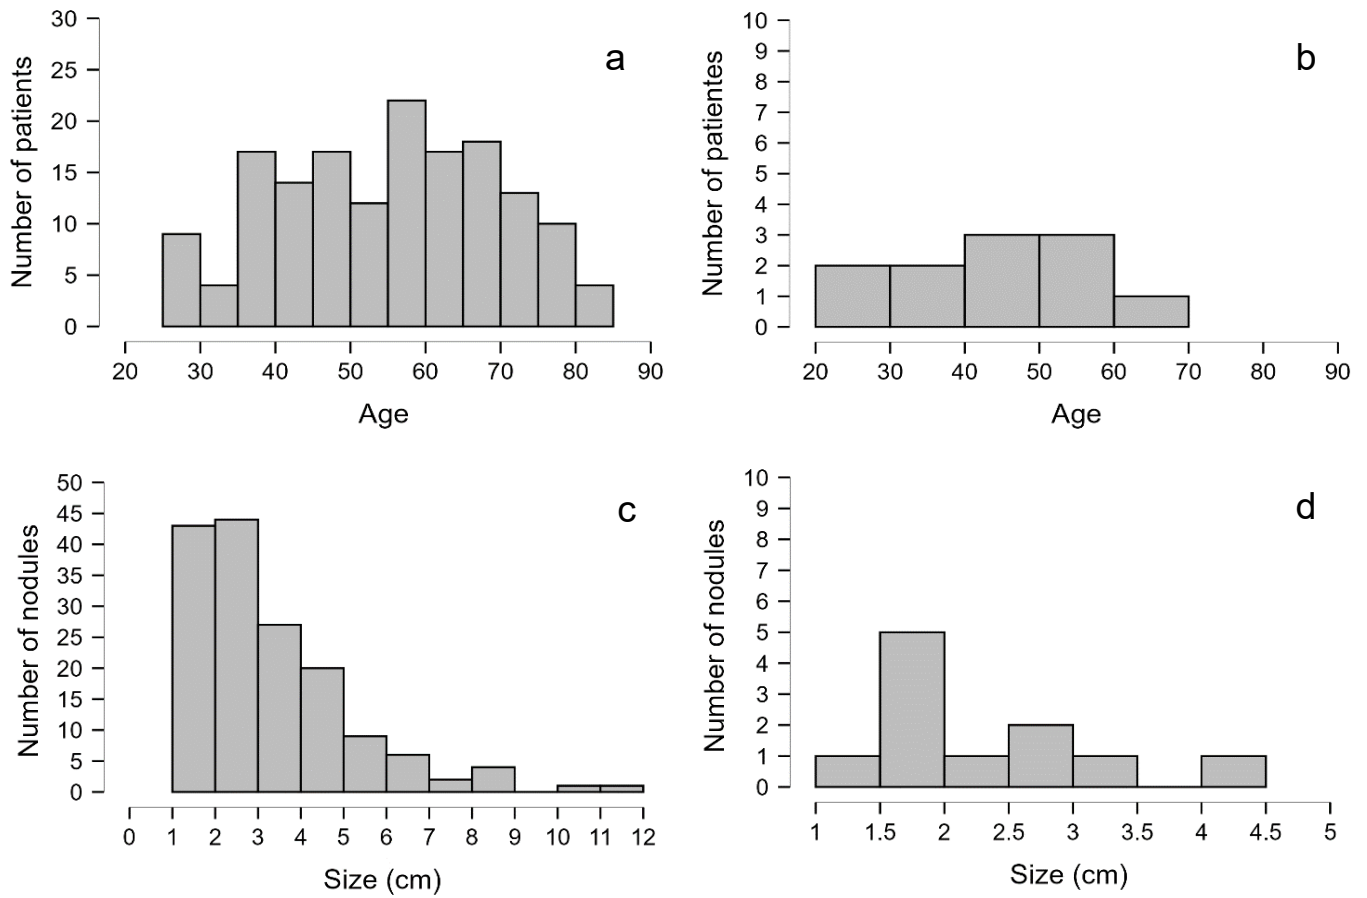 a
Number of patients
30
25
20
15
10
5
0
20 30 40 50 60 70 80 90
Age
b
Number of patientes
10
9
8
7
6
5
4
3
2
1
0
20 30 40 50 60 70 80 90
Age
c
Number of nodules
50
45
40
35
30
25
20
15
10
5
0
0 1 2 3 4 5 6 7 8 9 10 11 12
Size (cm)
d
Number of nodules
10
9
8
7
6
5
4
3
2
1
0
1 1.5 2 2.5 3 3.5 4 4.5 5
Size (cm)